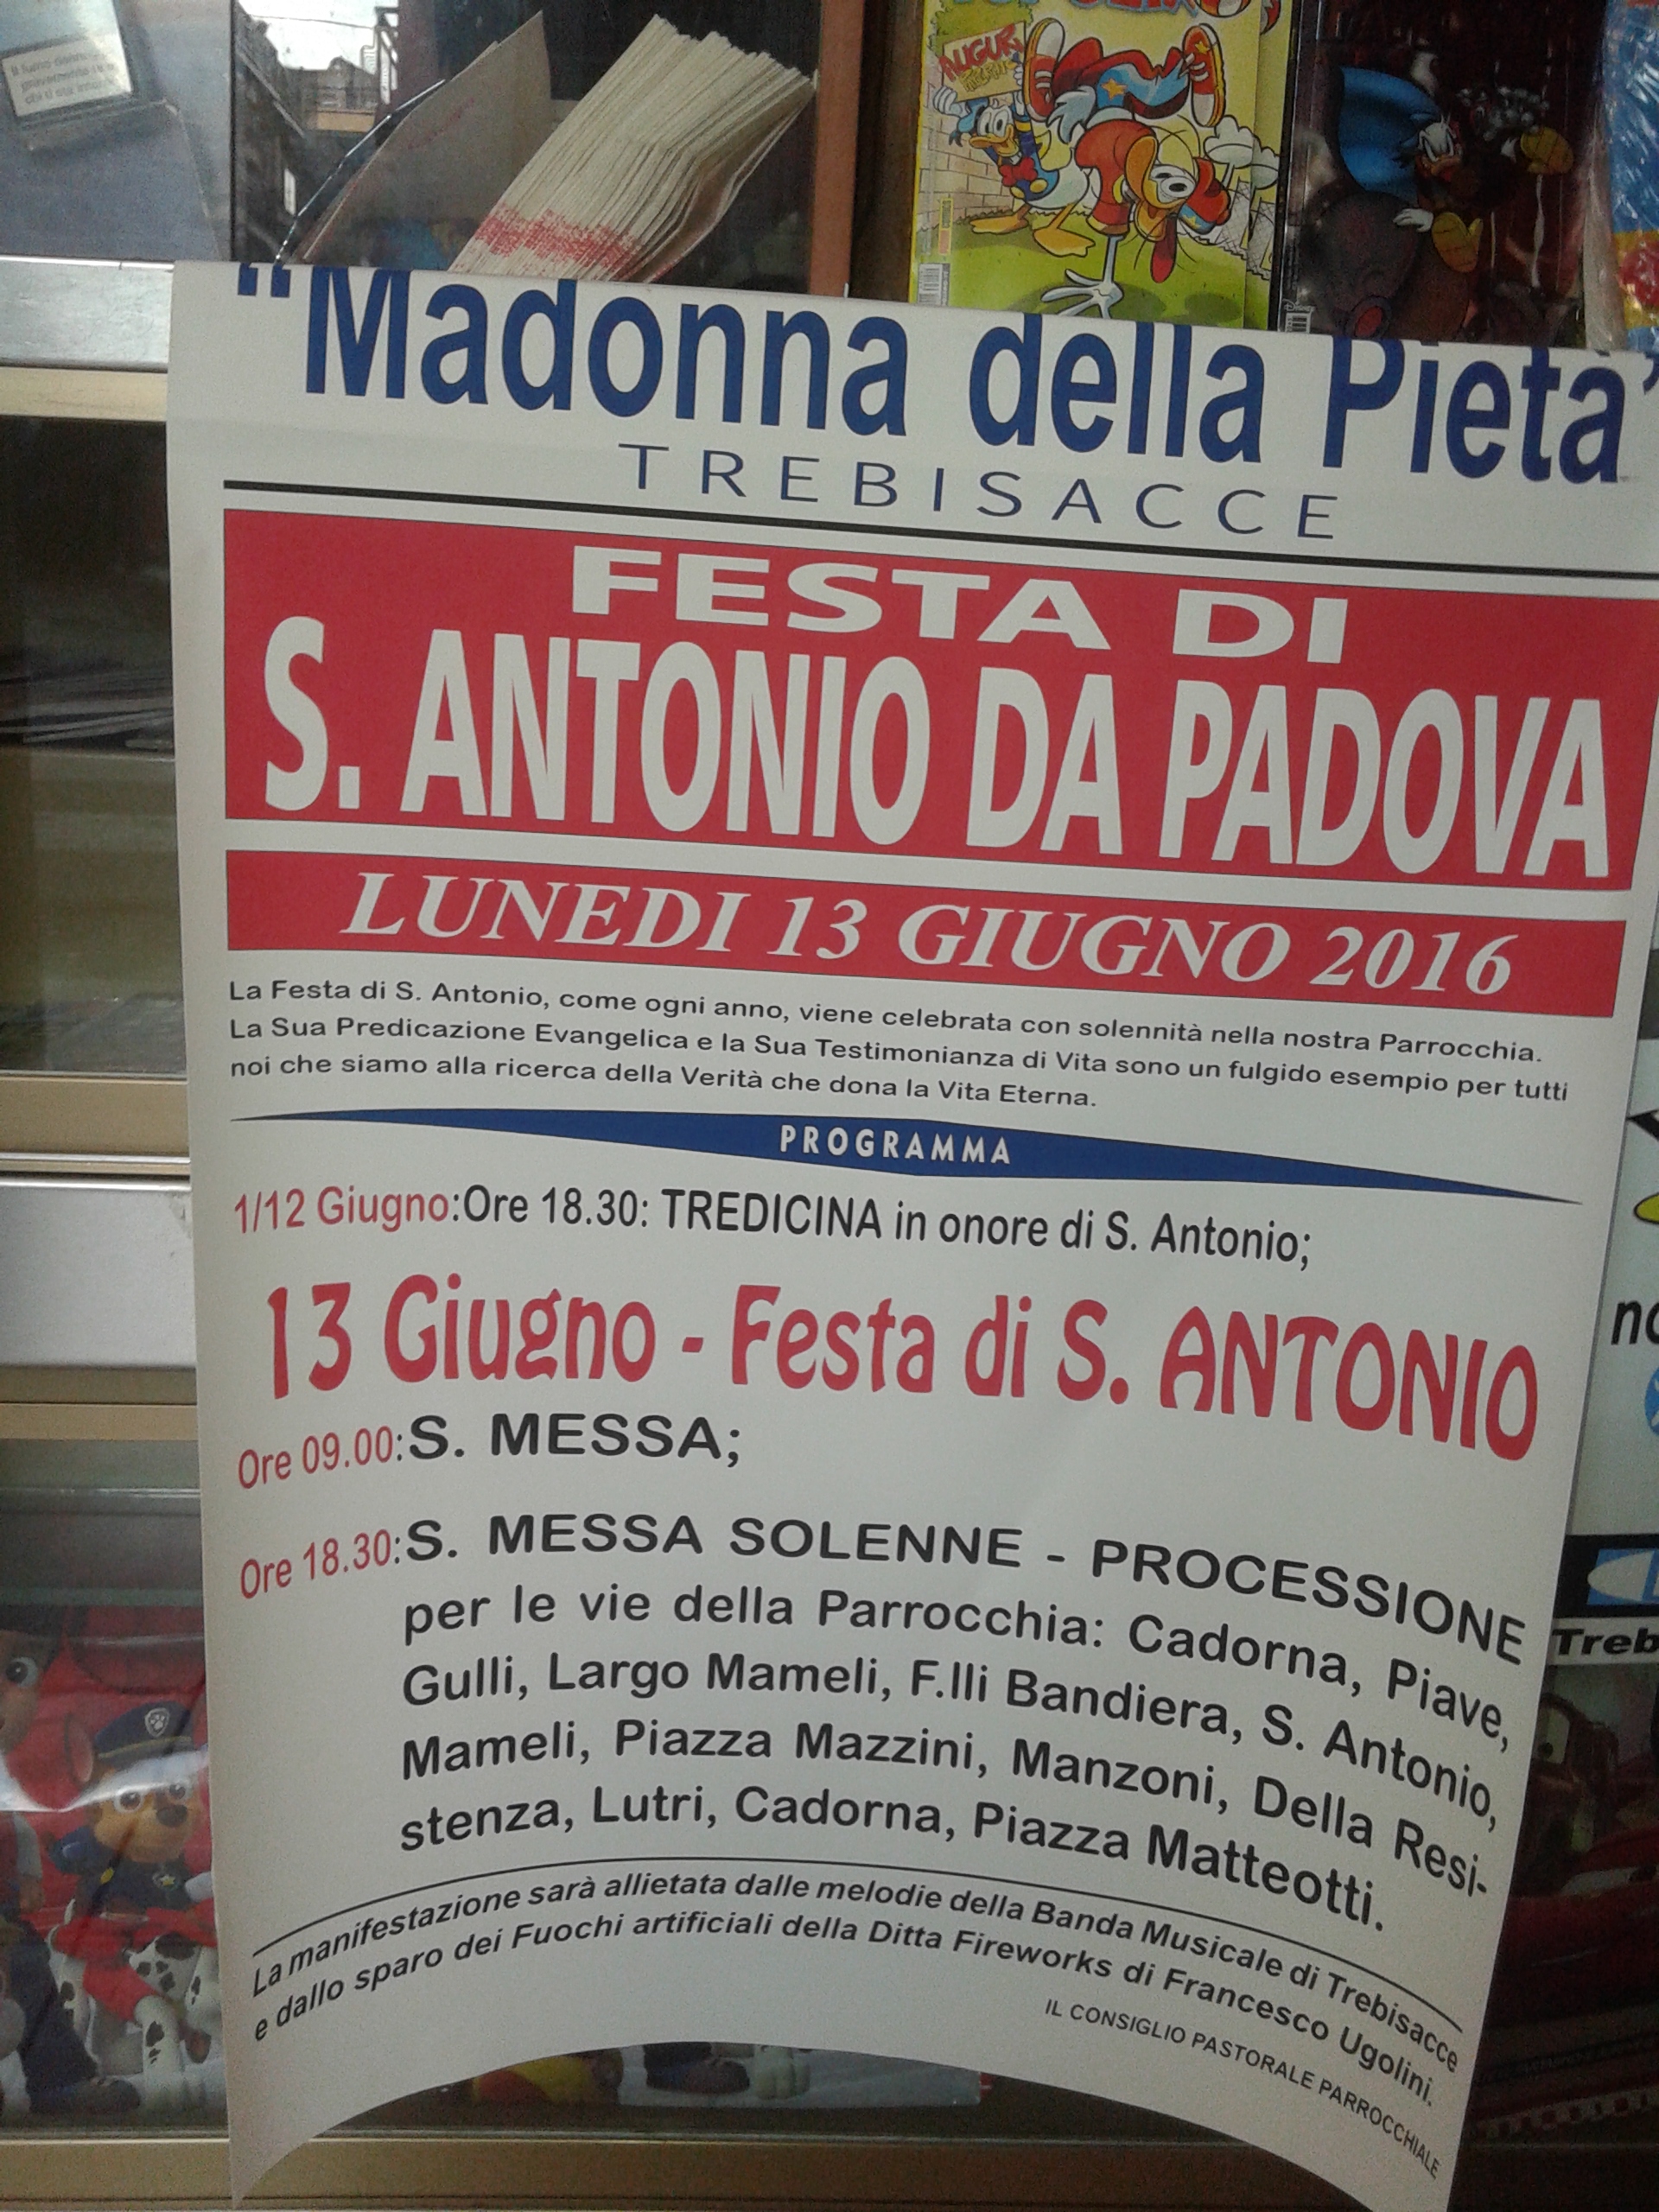 AUGURI
"Madonna della Pietà"
TREBISACCE
FESTA DI
S. ANTONIO DA PADOVA
LUNEDI 13 GIUGNO 2016
La Festa di S. Antonio, come ogni anno, viene celebrata con solennità nella nostra Parrocchia.
La Sua Predicazione Evangelica e la Sua Testimonianza di Vita sono un fulgido esempio per tutti
noi che siamo alla ricerca della Verità che dona la Vita Eterna.
PROGRAMMA
1/12 Giugno:Ore 18.30: TREDICINA in onore di S. Antonio;
13 Giugno - Festa di S. ANTONIO
Ore 09.00:S. MESSA;
Ore 18.30:S. MESSA SOLENNE - PROCESSIONE
per le vie della Parrocchia: Cadorna, Piave,
Gulli, Largo Mameli, F.lli Bandiera, S. Antonio,
Mameli, Piazza Mazzini, Manzoni, Della Resi-
stenza, Lutri, Cadorna, Piazza Matteotti.
La manifestazione sarà allietata dalle melodie della Banda Musicale di Trebisacce
e dallo sparo dei Fuochi artificiali della Ditta Fireworks di Francesco Ugolini.
IL CONSIGLIO PASTORALE PARROCCHIALE
no
Treb